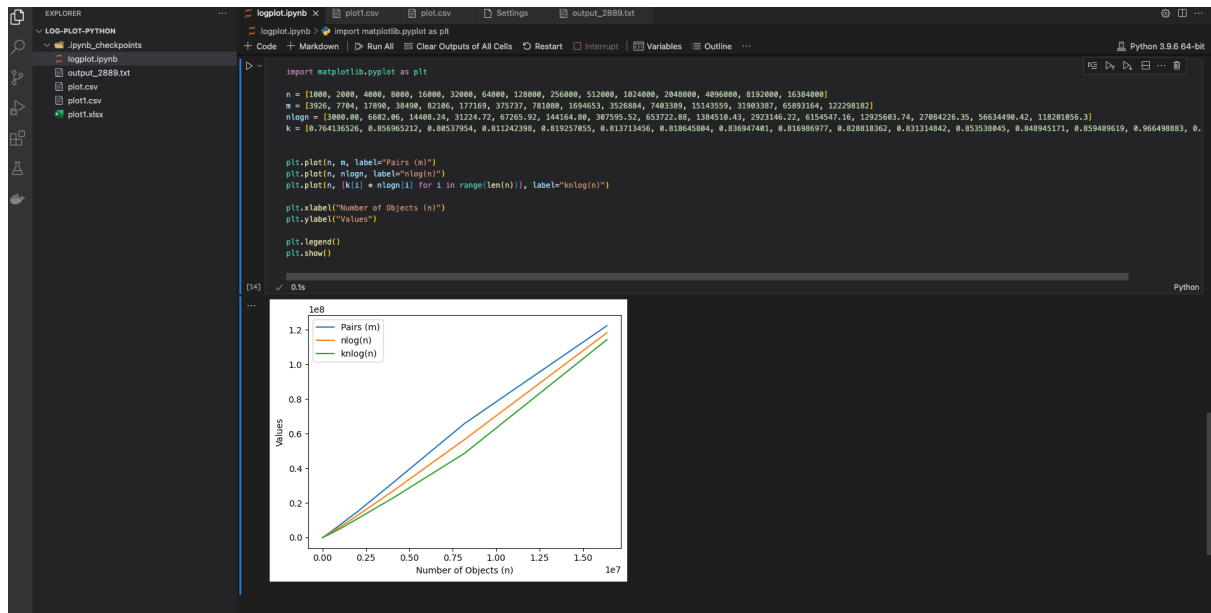 EXPLORER
···
logplot.ipynb ×
plot1.csv
plot.csv
Settings
output_2889.txt
LOG-PLOT-PYTHON
.ipynb_checkpoints
logplot.ipynb
output_2889.txt
plot.csv
plot1.csv
plot1.xlsx
logplot.ipynb > import matplotlib.pyplot as plt
+ Code + Markdown | Run All Clear Outputs of All Cells Restart Interrupt | Variables Outline ···
Python 3.9.6 64-bit
import matplotlib.pyplot as plt
n = [1000, 2000, 4000, 8000, 16000, 32000, 64000, 128000, 256000, 512000, 1024000, 2048000, 4096000, 8192000, 16384000]
m = [3926, 7704, 17890, 38490, 82106, 177169, 375737, 781080, 1694653, 3526884, 7403389, 15143559, 31903387, 65893164, 122298182]
nlogn = [3000.00, 6602.06, 14408.24, 31224.72, 67265.92, 144164.80, 307595.52, 653722.88, 1384510.43, 2923146.22, 6154547.16, 12925603.74, 27084226.35, 56634490.42, 118201056.3]
k = [0.764136526, 0.856965212, 0.80537954, 0.811242398, 0.819257055, 0.813713456, 0.818645804, 0.836947401, 0.816986977, 0.828818362, 0.831314842, 0.853538045, 0.848945171, 0.859489619, 0.966498883, 0.
plt.plot(n, m, label="Pairs (m)")
plt.plot(n, nlogn, label="nlog(n)")
plt.plot(n, [k[i] * nlogn[i] for i in range(len(n))], label="knlog(n)")
plt.xlabel("Number of Objects (n)")
plt.ylabel("Values")
plt.legend()
plt.show()
[14] ✓ 0.1s
Python
···
1e8
Pairs (m)
nlog(n)
knlog(n)
1.2
1.0
0.8
0.6
0.4
0.2
0.0
Values
0.00 0.25 0.50 0.75 1.00 1.25 1.50
Number of Objects (n)
1e7